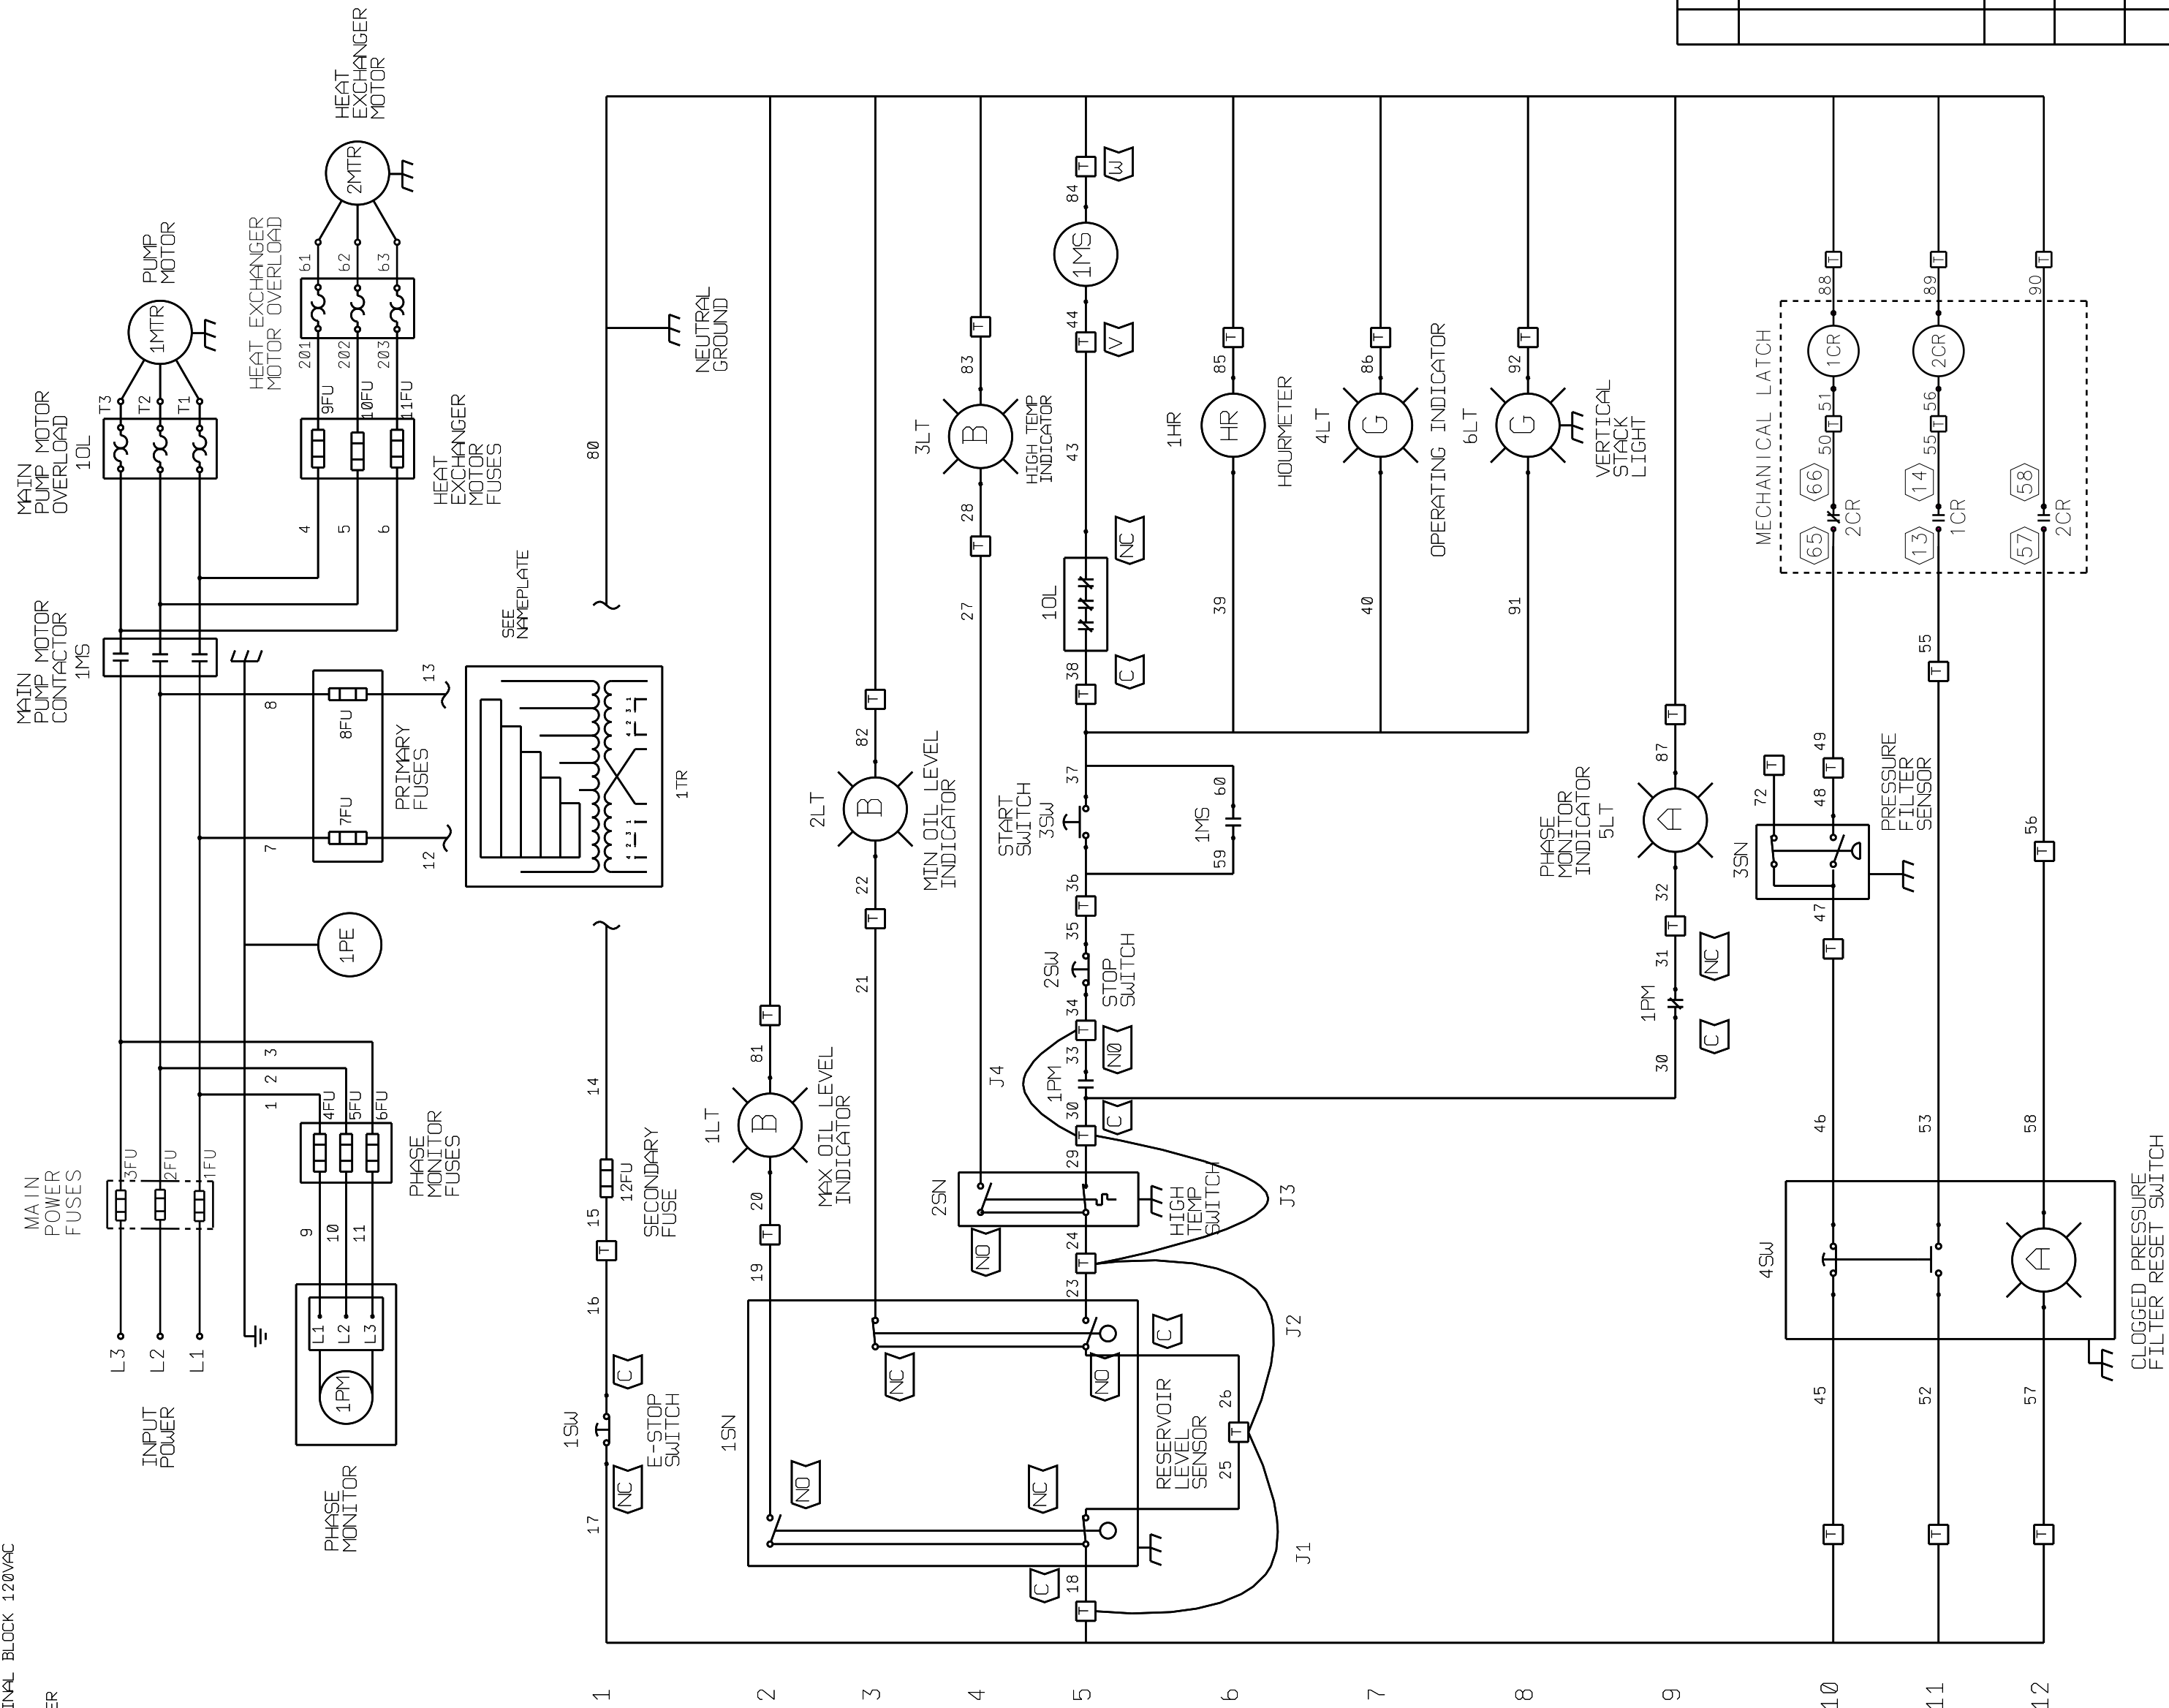 INAL BLOCK 120VAC
ER
INPUT
POWER
L3
L2
L1
MAIN
POWER
FUSES
3FU
2FU
1FU
PHASE
MONITOR
1PM
L1
L2
L3
9
10
11
PHASE
MONITOR
FUSES
4FU
5FU
6FU
1
2
3
1PE
7
8
7FU
8FU
PRIMARY
FUSES
12
13
MAIN
PUMP MOTOR
CONTACTOR
1MS
MAIN
PUMP MOTOR
OVERLOAD
1OL
T3
T2
T1
1MTR
PUMP
MOTOR
4
5
6
HEAT
EXCHANGER
MOTOR
FUSES
9FU
10FU
11FU
201
202
203
HEAT EXCHANGER
MOTOR OVERLOAD
61
62
63
2MTR
HEAT
EXCHANGER
MOTOR
SEE
NAMEPLATE
4 2 3 1
4 2 3 1
1TR
1
17
NC
1SW
E-STOP
SWITCH
C
16
T
15
12FU
SECONDARY
FUSE
14
80
NEUTRAL
GROUND
2
1SN
NO
19
T
20
1LT
B
MAX OIL LEVEL
INDICATOR
81
T
3
NC
21
T
22
2LT
B
MIN OIL LEVEL
INDICATOR
82
T
4
2SN
NO
27
T
28
3LT
B
HIGH TEMP
INDICATOR
83
T
5
T
18
C
NC
NO
C
RESERVOIR
LEVEL
SENSOR
25
T
26
J1
J2
23
T
24
HIGH
TEMP
SWITCH
J3
29
T
30
C
1PM
J4
33
NO
T
34
2SW
STOP
SWITCH
35
T
36
START
SWITCH
3SW
37
59
1MS
60
T
38
C
1OL
NC
43
T
V
44
1MS
84
T
W
6
39
1HR
HR
HOURMETER
85
T
7
40
4LT
G
OPERATING INDICATOR
86
T
8
91
6LT
G
VERTICAL
STACK
LIGHT
92
T
9
30
C
1PM
NC
31
T
32
PHASE
MONITOR
INDICATOR
5LT
A
87
T
10
T
45
4SW
46
T
47
3SN
72
T
48
T
49
PRESSURE
FILTER
SENSOR
MECHANICAL LATCH
65
66
2CR
50
T
51
1CR
88
T
11
T
52
53
T
55
13
14
1CR
55
T
56
2CR
89
T
12
T
57
A
58
T
56
57
58
2CR
90
T
CLOGGED PRESSURE
FILTER RESET SWITCH